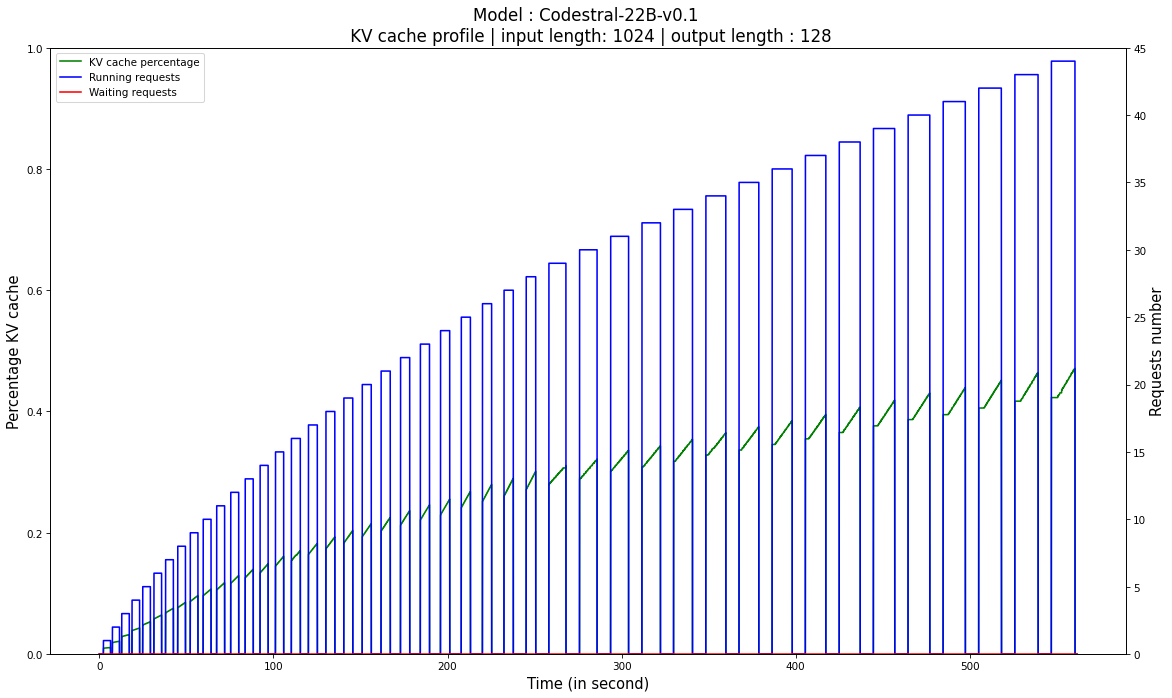 Model : Codestral-22B-v0.1
KV cache profile | input length: 1024 | output length : 128
KV cache percentage
Running requests
Waiting requests
Percentage KV cache
1.0
0.8
0.6
0.4
0.2
0.0
0
100
200
300
400
500
Time (in second)
45
40
35
30
25
20
15
10
5
0
Requests number